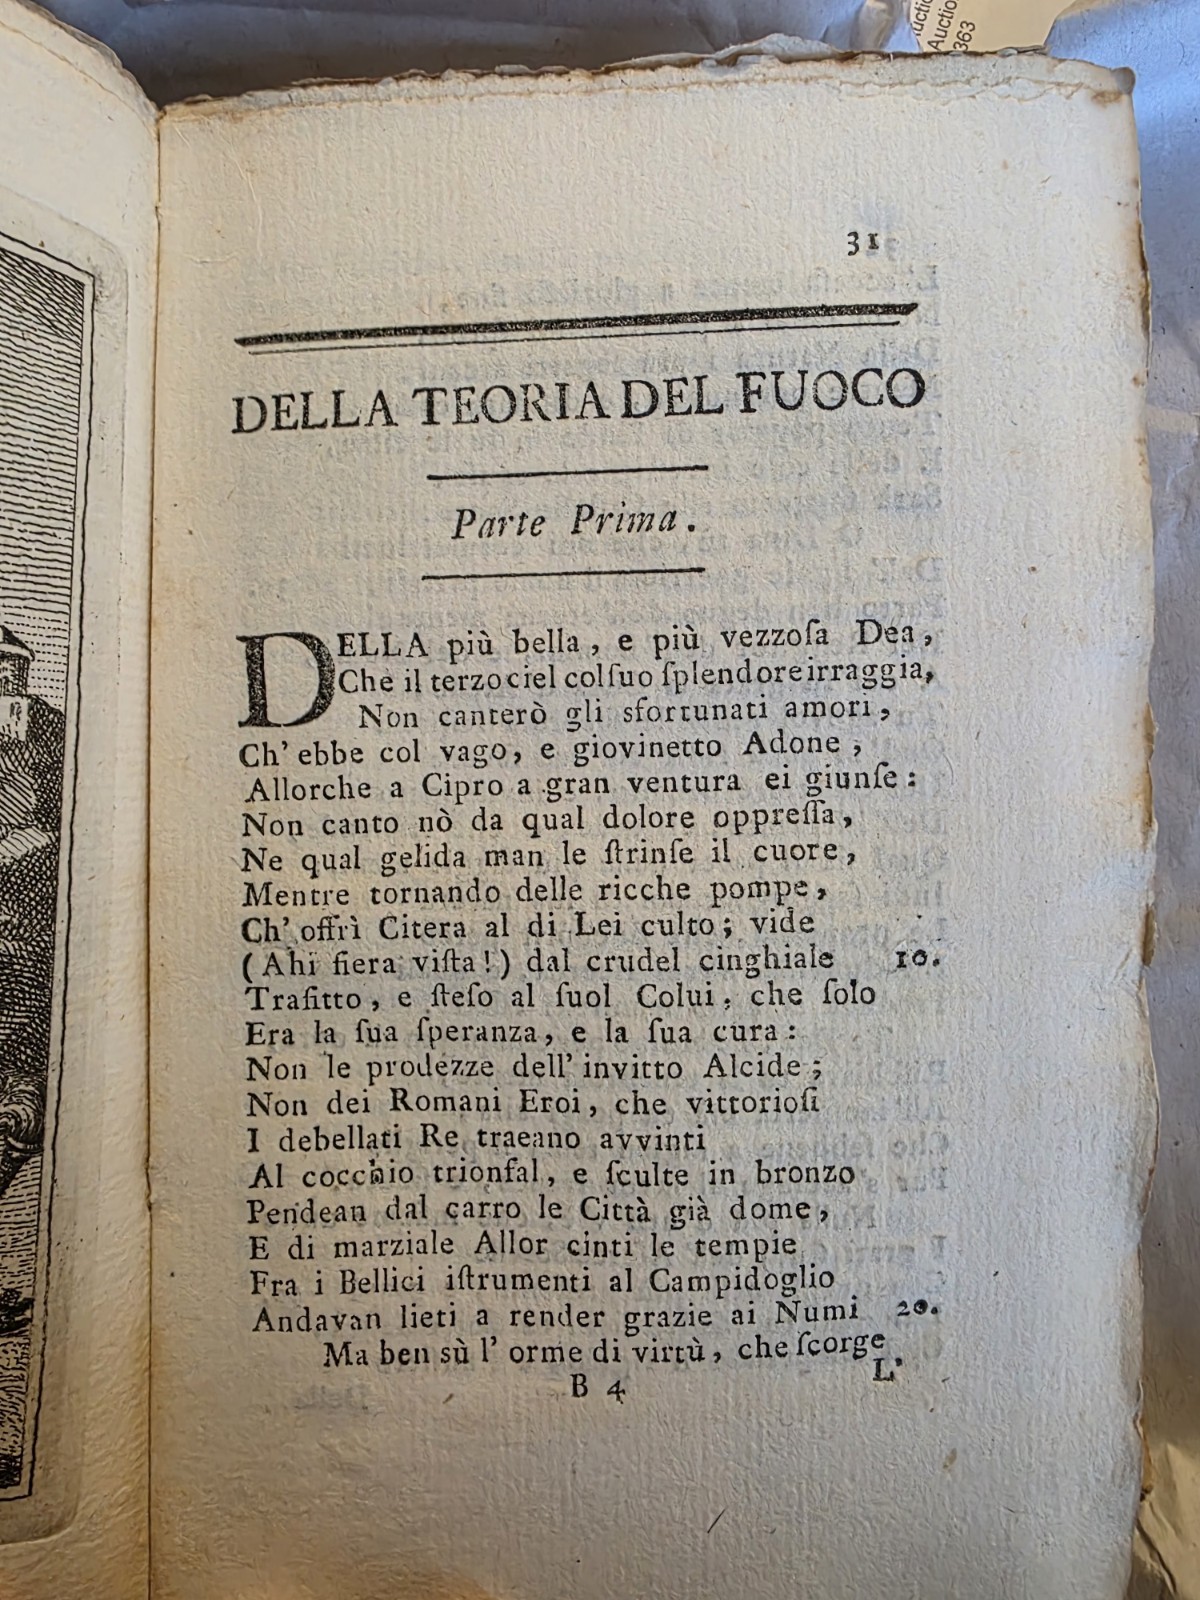 Auctio
Auctio
363
31
DELLA TEORIA DEL FUOCO
Parte Prima.
DELLA più bella, e più vezzoſa Dea,
Che il terzo ciel col ſuo ſplendore irraggia,
Non canterò gli sfortunati amori,
Ch' ebbe col vago, e giovinetto Adone,
Allorche a Cipro a gran ventura ei giunſe:
Non canto nò da qual dolore oppreſſa,
Ne qual gelida man le ſtrinſe il cuore,
Mentre tornando delle ricche pompe,
Ch' offrì Citera al di Lei culto; vide
(Ahi fiera viſta!) dal crudel cinghiale 10.
Trafitto, e ſteſo al ſuol Colui, che ſolo
Era la ſua ſperanza, e la ſua cura:
Non le prodezze dell' invitto Alcide;
Non dei Romani Eroi, che vittorioſi
I debellati Re traeano avvinti
Al cocchio trionfal, e ſculte in bronzo
Pendean dal carro le Città già dome,
E di marziale Allor cinti le tempie
Fra i Bellici iſtrumenti al Campidoglio
Andavan lieti a render grazie ai Numi 20.
Ma ben sù l' orme di virtù, che ſcorge
B 4 L'